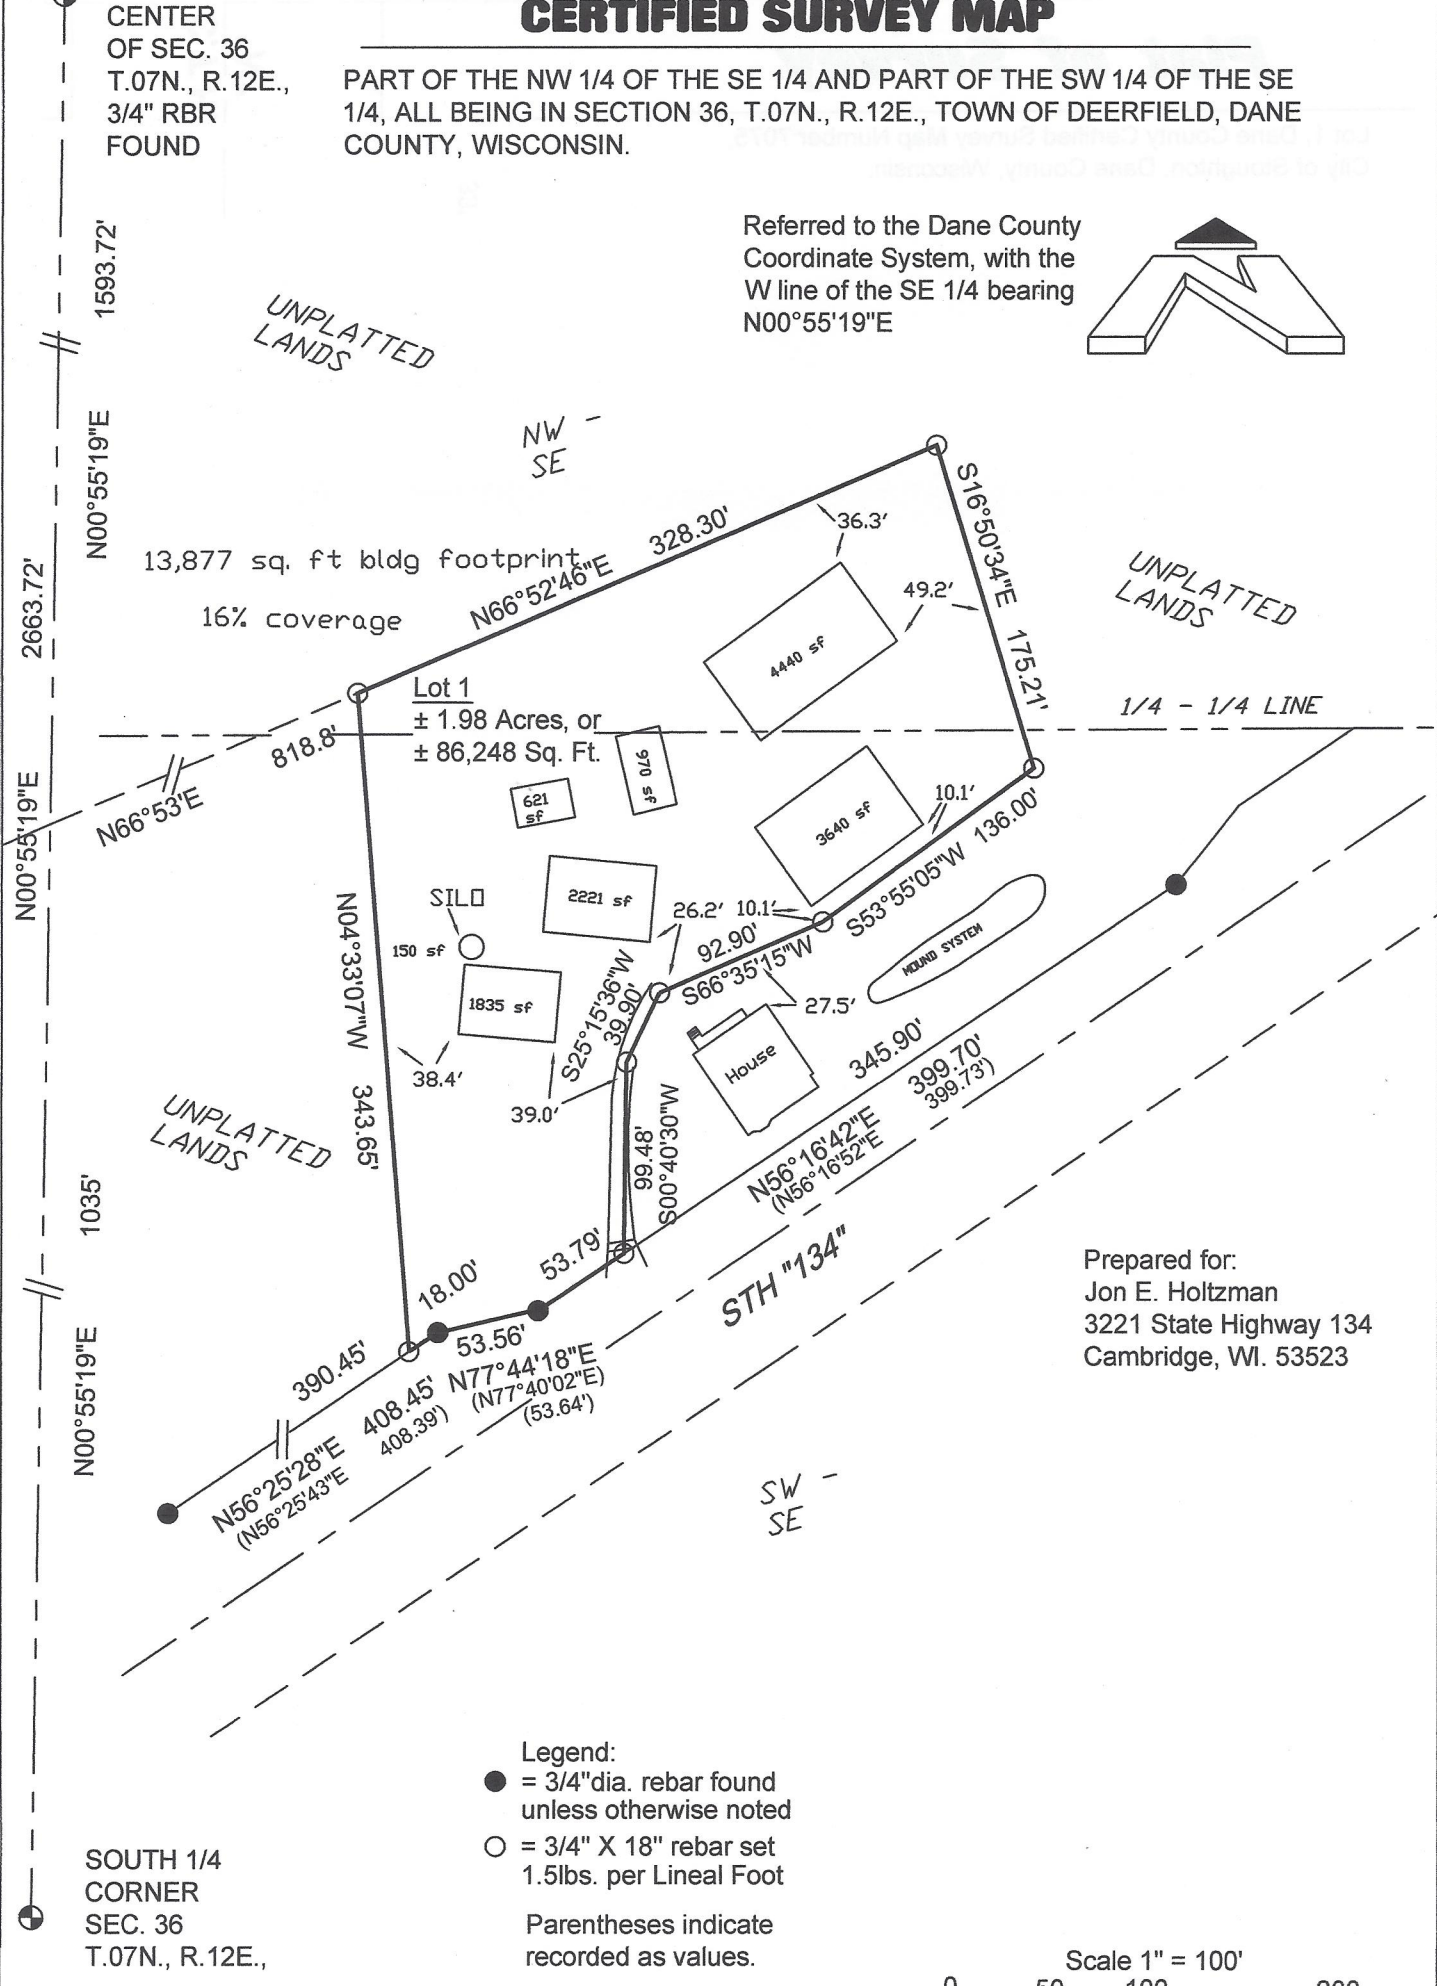 CERTIFIED SURVEY MAP
CENTER
OF SEC. 36
T.07N., R.12E.,
3/4" RBR
FOUND
PART OF THE NW 1/4 OF THE SE 1/4 AND PART OF THE SW 1/4 OF THE SE
1/4, ALL BEING IN SECTION 36, T.07N., R.12E., TOWN OF DEERFIELD, DANE
COUNTY, WISCONSIN.
Referred to the Dane County
Coordinate System, with the
W line of the SE 1/4 bearing
N00°55'19"E
1593.72'
N00°55'19"E
2663.72'
N00°55'19"E
1035'
N00°55'19"E
UNPLATTED
LANDS
NW -
SE
13,877 sq. ft bldg footprint
16% coverage
N66°52'46"E
328.30'
36.3'
49.2'
S16°50'34"E
175.21'
UNPLATTED
LANDS
1/4 - 1/4 LINE
4440 sf
Lot 1
± 1.98 Acres, or
± 86,248 Sq. Ft.
818.8'
N66°53'E
970 sf
621
sf
3640 sf
10.1'
136.00'
S53°55'05"W
2221 sf
SILO
150 sf
1835 sf
26.2'
10.1'
92.90'
S66°35'15"W
27.5'
MOUND SYSTEM
House
S25°15'36"W
39.90'
N04°33'07"W
343.65'
38.4'
39.0'
99.48'
S00°40'30"W
345.90'
399.70'
399.73')
N56°16'42"E
(N56°16'52"E
UNPLATTED
LANDS
STH "134"
53.79'
18.00'
53.56'
N77°44'18"E
(N77°40'02"E)
(53.64')
390.45'
408.45'
408.39')
N56°25'28"E
(N56°25'43"E
Prepared for:
Jon E. Holtzman
3221 State Highway 134
Cambridge, WI. 53523
SW -
SE
Legend:
= 3/4"dia. rebar found
unless otherwise noted
= 3/4" X 18" rebar set
1.5lbs. per Lineal Foot
Parentheses indicate
recorded as values.
SOUTH 1/4
CORNER
SEC. 36
T.07N., R.12E.,
Scale 1" = 100'
0 50 100 200